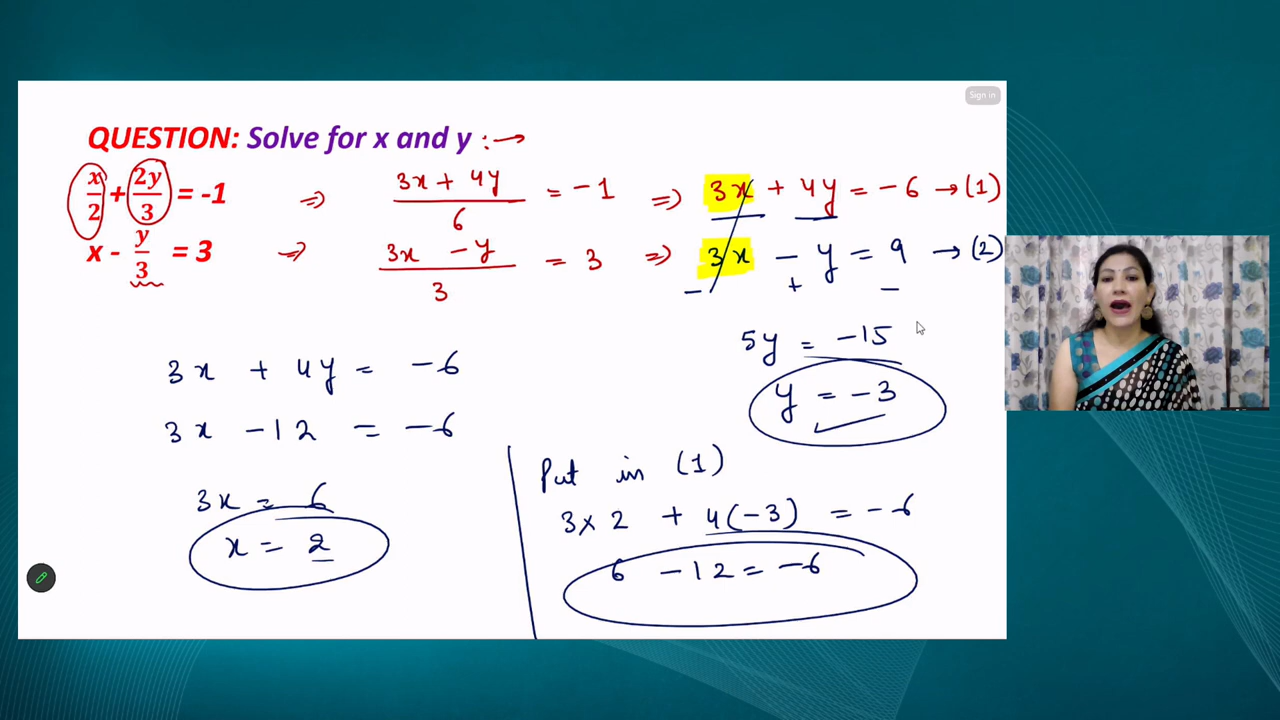 Sign in
QUESTION: Solve for x and y :→
x/2 + 2y/3 = -1 ⇒ (3x + 4y)/6 = -1 ⇒ 3x + 4y = -6 → (1)
x - y/3 = 3 ⇒ (3x - y)/3 = 3 ⇒ 3x - y = 9 → (2)
- + -
5y = -15
y = -3
3x + 4y = -6
3x - 12 = -6
3x = 6
x = 2
Put in (1)
3 × 2 + 4(-3) = -6
6 - 12 = -6